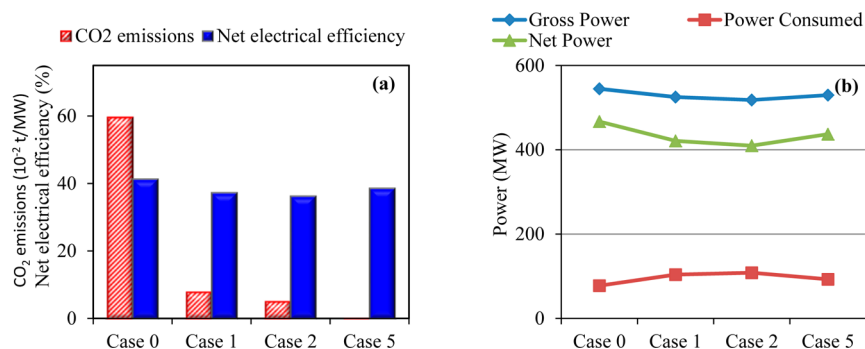 CO2 emissions Net electrical efficiency
CO₂ emissions (10⁻² t/MW)
Net electrical efficiency (%)
(a)
60
40
20
0
Case 0 Case 1 Case 2 Case 5
Gross Power Power Consumed
Net Power
Power (MW)
(b)
600
400
200
0
Case 0 Case 1 Case 2 Case 5